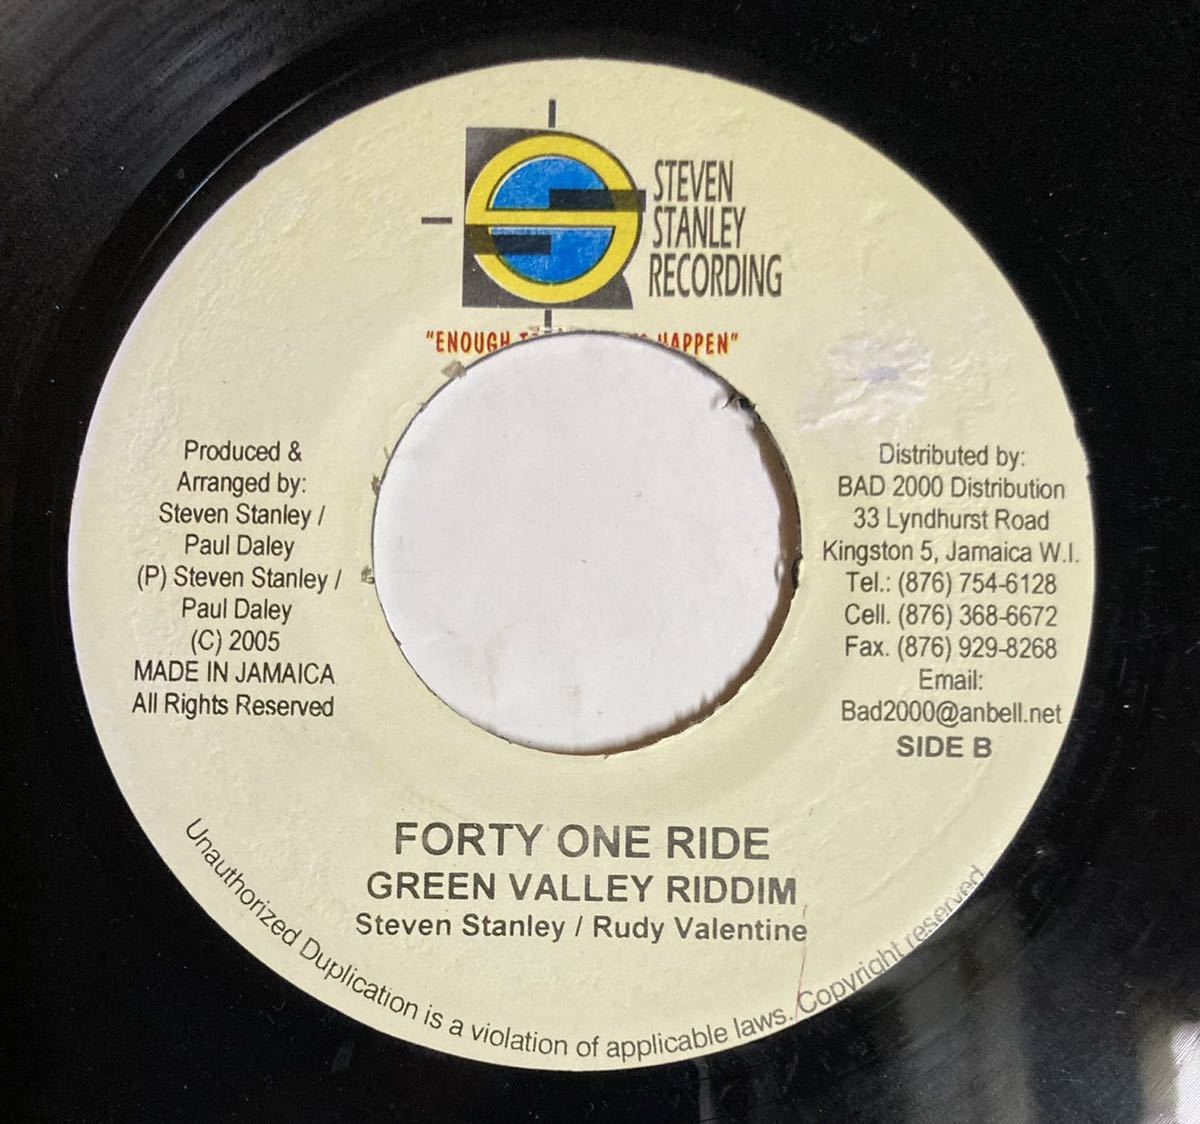 STEVEN
STANLEY
RECORDING
"ENOUGH HAPPEN"
Produced &
Arranged by:
Steven Stanley /
Paul Daley
(P) Steven Stanley /
Paul Daley
(C) 2005
MADE IN JAMAICA
All Rights Reserved
Distributed by:
BAD 2000 Distribution
33 Lyndhurst Road
Kingston 5, Jamaica W.I.
Tel.: (876) 754-6128
Cell. (876) 368-6672
Fax. (876) 929-8268
Email:
Bad2000@anbell.net
SIDE B
FORTY ONE RIDE
GREEN VALLEY RIDDIM
Steven Stanley / Rudy Valentine
Unauthorized Duplication is a violation of applicable laws. Copyright reserved